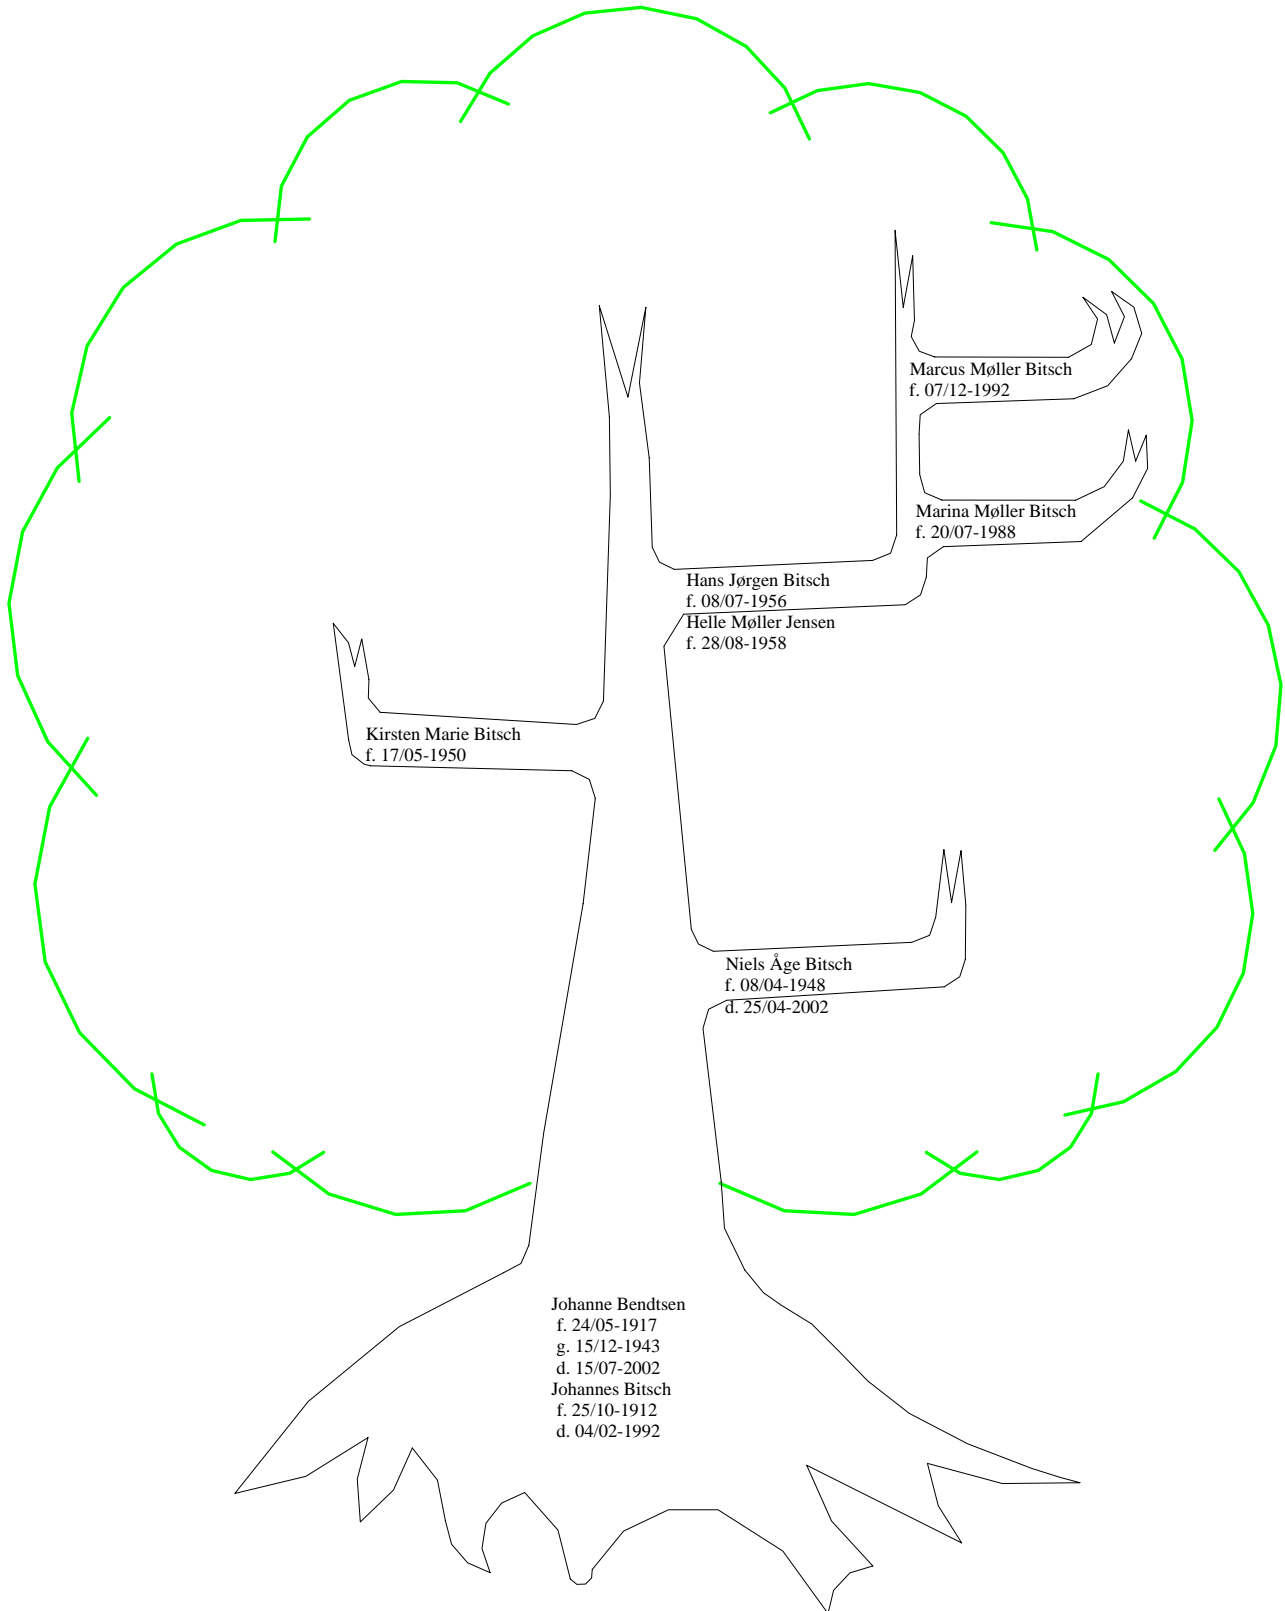 Marcus Møller Bitsch
f. 07/12-1992
Marina Møller Bitsch
f. 20/07-1988
Hans Jørgen Bitsch
f. 08/07-1956
Helle Møller Jensen
f. 28/08-1958
Kirsten Marie Bitsch
f. 17/05-1950
Niels Åge Bitsch
f. 08/04-1948
d. 25/04-2002
Johanne Bendtsen
f. 24/05-1917
g. 15/12-1943
d. 15/07-2002
Johannes Bitsch
f. 25/10-1912
d. 04/02-1992